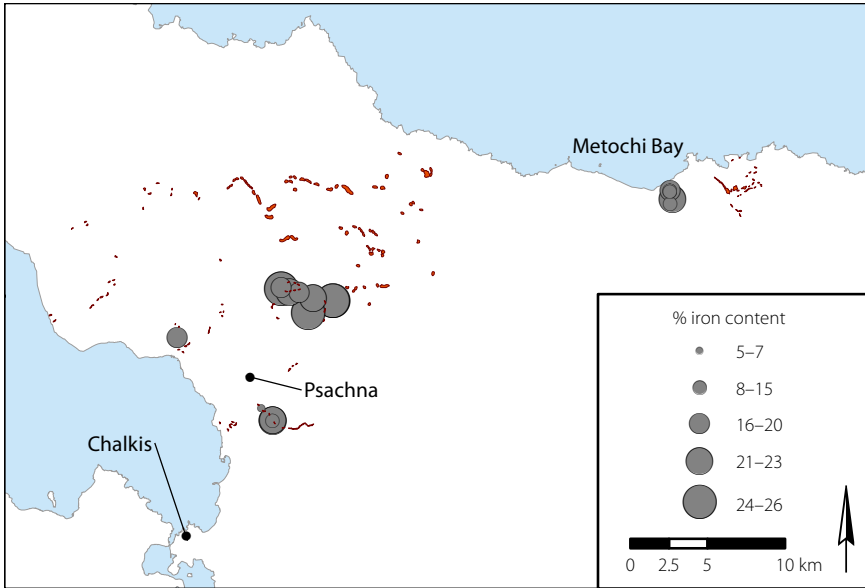 Metochi Bay
Psachna
Chalkis
% iron content
5–7
8–15
16–20
21–23
24–26
0 2.5 5 10 km